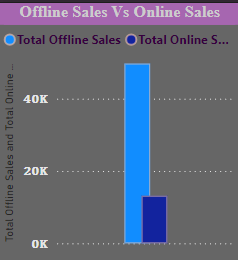 Offline Sales Vs Online Sales
Total Offline Sales Total Online S...
Total Offline Sales and Total Online ...
40K
20K
0K